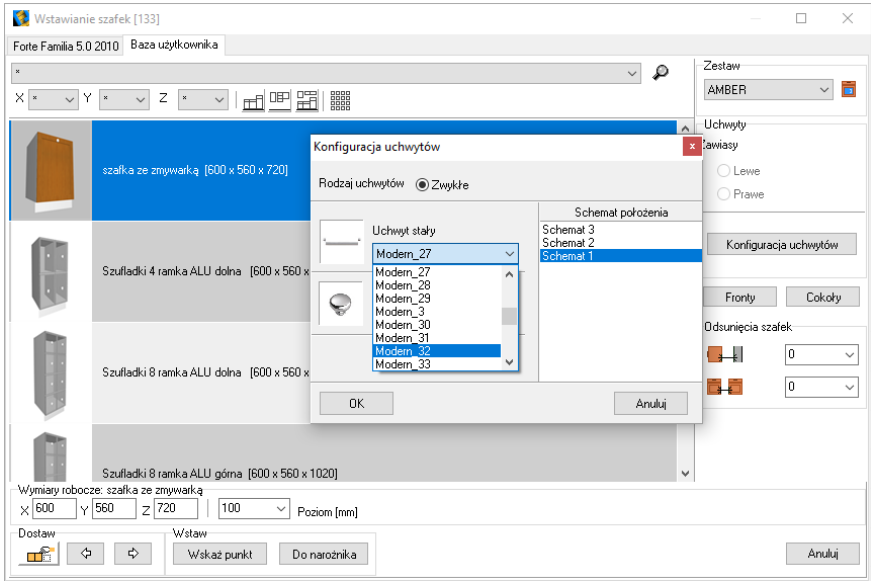 Wstawianie szafek [133]
Forte Familia 5.0 2010 Baza użytkownika
*
X * Y * Z *
szafka ze zmywarką [600 x 560 x 720]
Szufladki 4 ramka ALU dolna [600 x 560 x
Szufladki 8 ramka ALU dolna [600 x 560 x
Szufladki 8 ramka ALU górna [600 x 560 x 1020]
Konfiguracja uchwytów
Rodzaj uchwytów Zwykłre
Uchwyt stały
Modern_27
Modern_27
Modern_28
Modern_29
Modern_3
Modern_30
Modern_31
Modern_32
Modern_33
Schemat położenia
Schemat 3
Schemat 2
Schemat 1
OK Anuluj
Zestaw
AMBER
Uchwyty
Zawiasy
Lewe
Prawe
Konfiguracja uchwytów
Fronty Cokoły
Odsunięcia szafek
0
0
Wymiary robocze: szafka ze zmywarką
X 600 Y 560 Z 720 100 Poziom [mm]
Dostaw Wstaw
Wskaż punkt Do narożnika Anuluj